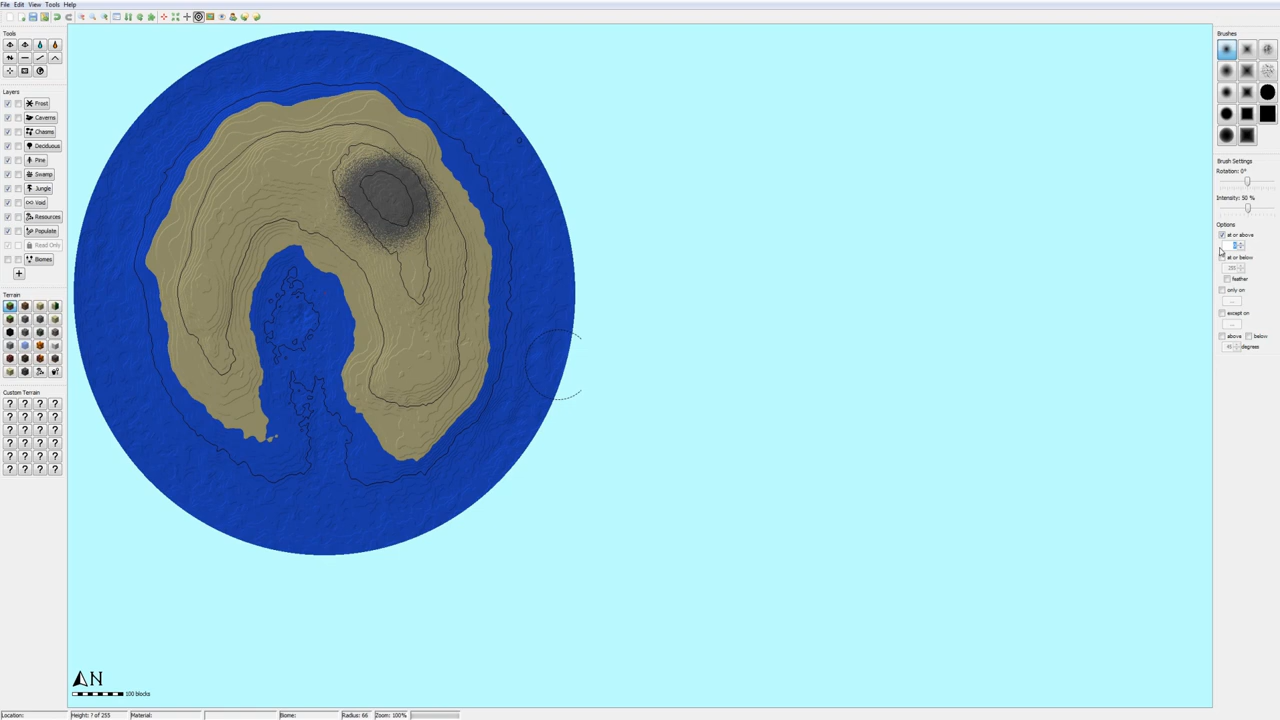 File Edit View Tools Help
Tools
Layers
Frost
Caverns
Chasms
Deciduous
Pine
Swamp
Jungle
Void
Resources
Populate
Read Only
Biomes
+
Terrain
Custom Terrain
? ? ? ?
? ? ? ?
? ? ? ?
? ? ? ?
? ? ? ?
? ? ? ?
N
100 blocks
Brushes
Brush Settings
Rotation: 0°
Intensity: 50 %
Options
at or above
at or below
255
feather
only on
...
except on
...
above below
45 degrees
Location: Height: ? of 255 Material: Biome: Radius: 66 Zoom: 100%